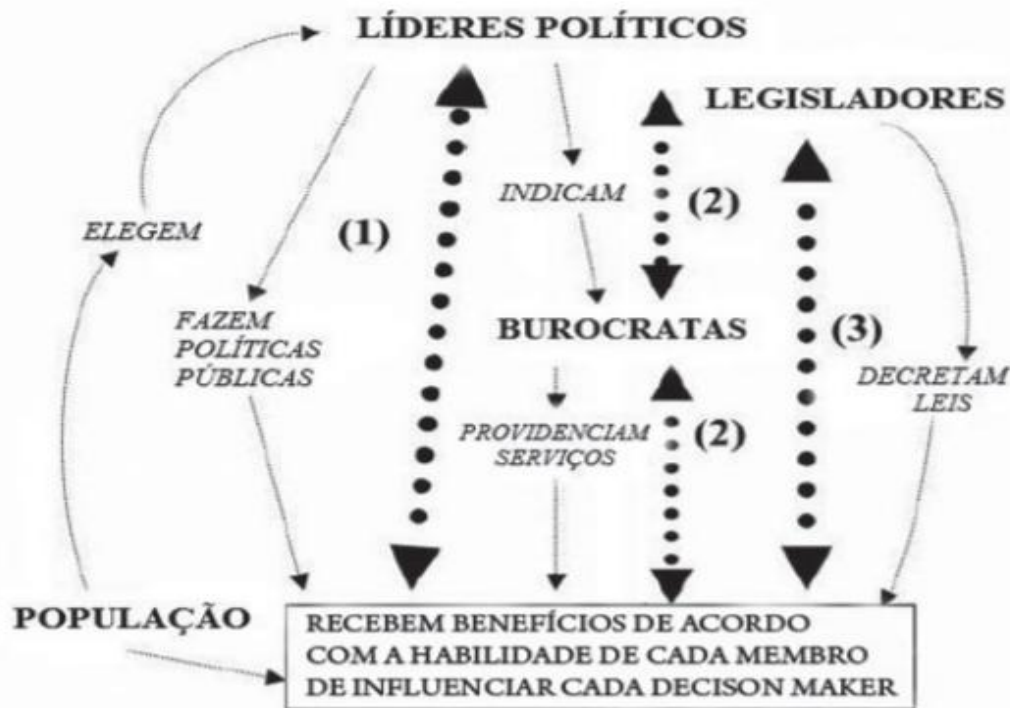 LÍDERES POLÍTICOS
LEGISLADORES
INDICAM
(2)
ELEGEM
(1)
FAZEM
POLÍTICAS
PÚBLICAS
BUROCRATAS
(3)
DECRETAM
LEIS
PROVIDENCIAM
SERVIÇOS
(2)
POPULAÇÃO
RECEBEM BENEFÍCIOS DE ACORDO
COM A HABILIDADE DE CADA MEMBRO
DE INFLUENCIAR CADA DECISON MAKER